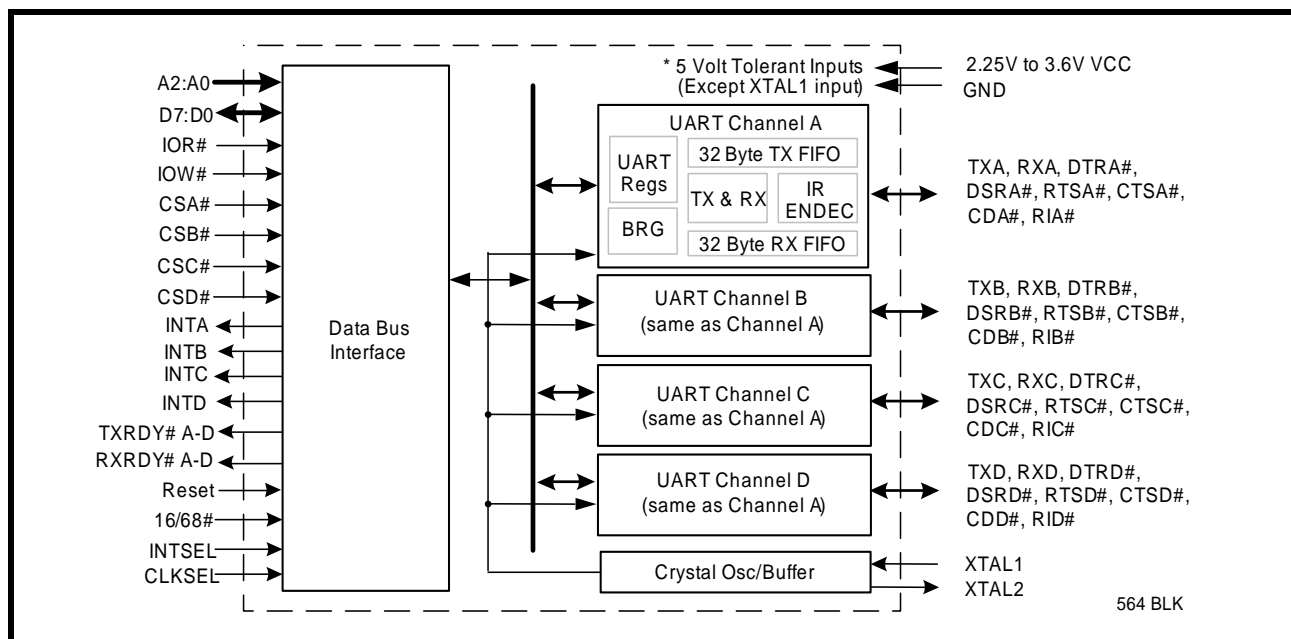 A2:A0
D7:D0
IOR#
IOW#
CSA#
CSB#
CSC#
CSD#
INTA
INTB
INTC
INTD
TXRDY# A-D
RXRDY# A-D
Reset
16/68#
INTSEL
CLKSEL
Data Bus
Interface
* 5 Volt Tolerant Inputs
(Except XTAL1 input)
2.25V to 3.6V VCC
GND
UART Channel A
UART
Regs
BRG
32 Byte TX FIFO
TX & RX
IR
ENDEC
32 Byte RX FIFO
TXA, RXA, DTRA#,
DSRA#, RTSA#, CTSA#,
CDA#, RIA#
UART Channel B
(same as Channel A)
TXB, RXB, DTRB#,
DSRB#, RTSB#, CTSB#,
CDB#, RIB#
UART Channel C
(same as Channel A)
TXC, RXC, DTRC#,
DSRC#, RTSC#, CTSC#,
CDC#, RIC#
UART Channel D
(same as Channel A)
TXD, RXD, DTRD#,
DSRD#, RTSD#, CTSD#,
CDD#, RID#
Crystal Osc/Buffer
XTAL1
XTAL2
564 BLK